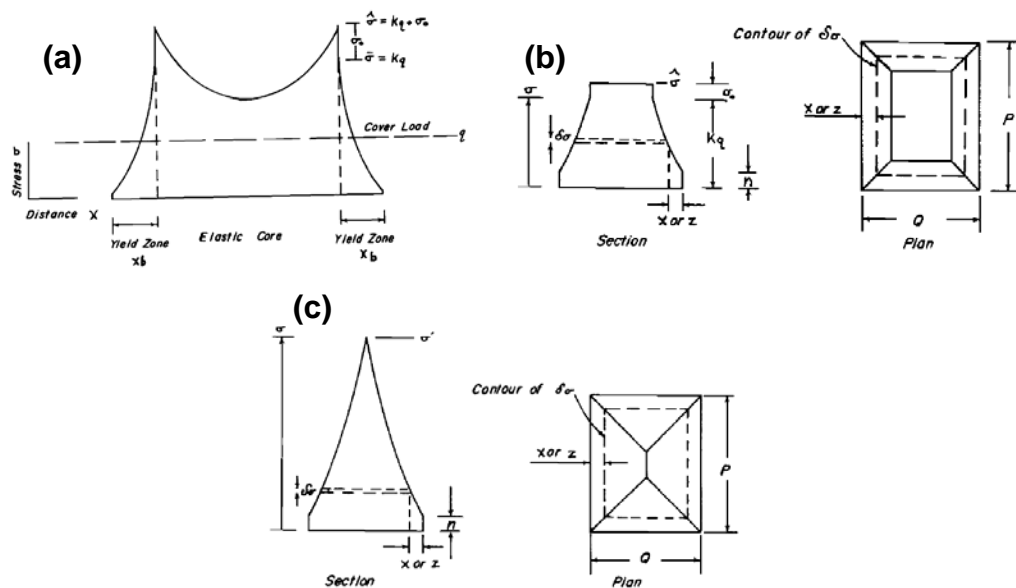 (a)
σ̂ = kq + σo
σo
σ̄ = kq
Cover Load
q
Stress σ
Distance X
Yield Zone
Xb
Elastic Core
Yield Zone
Xb
(b)
σ
δσ
σ̂
σo
kq
n
X or z
Section
Contour of δσ
X or z
P
Q
Plan
(c)
σ
σ'
δσ
n
X or z
Section
Contour of δσ
X or z
P
Q
Plan